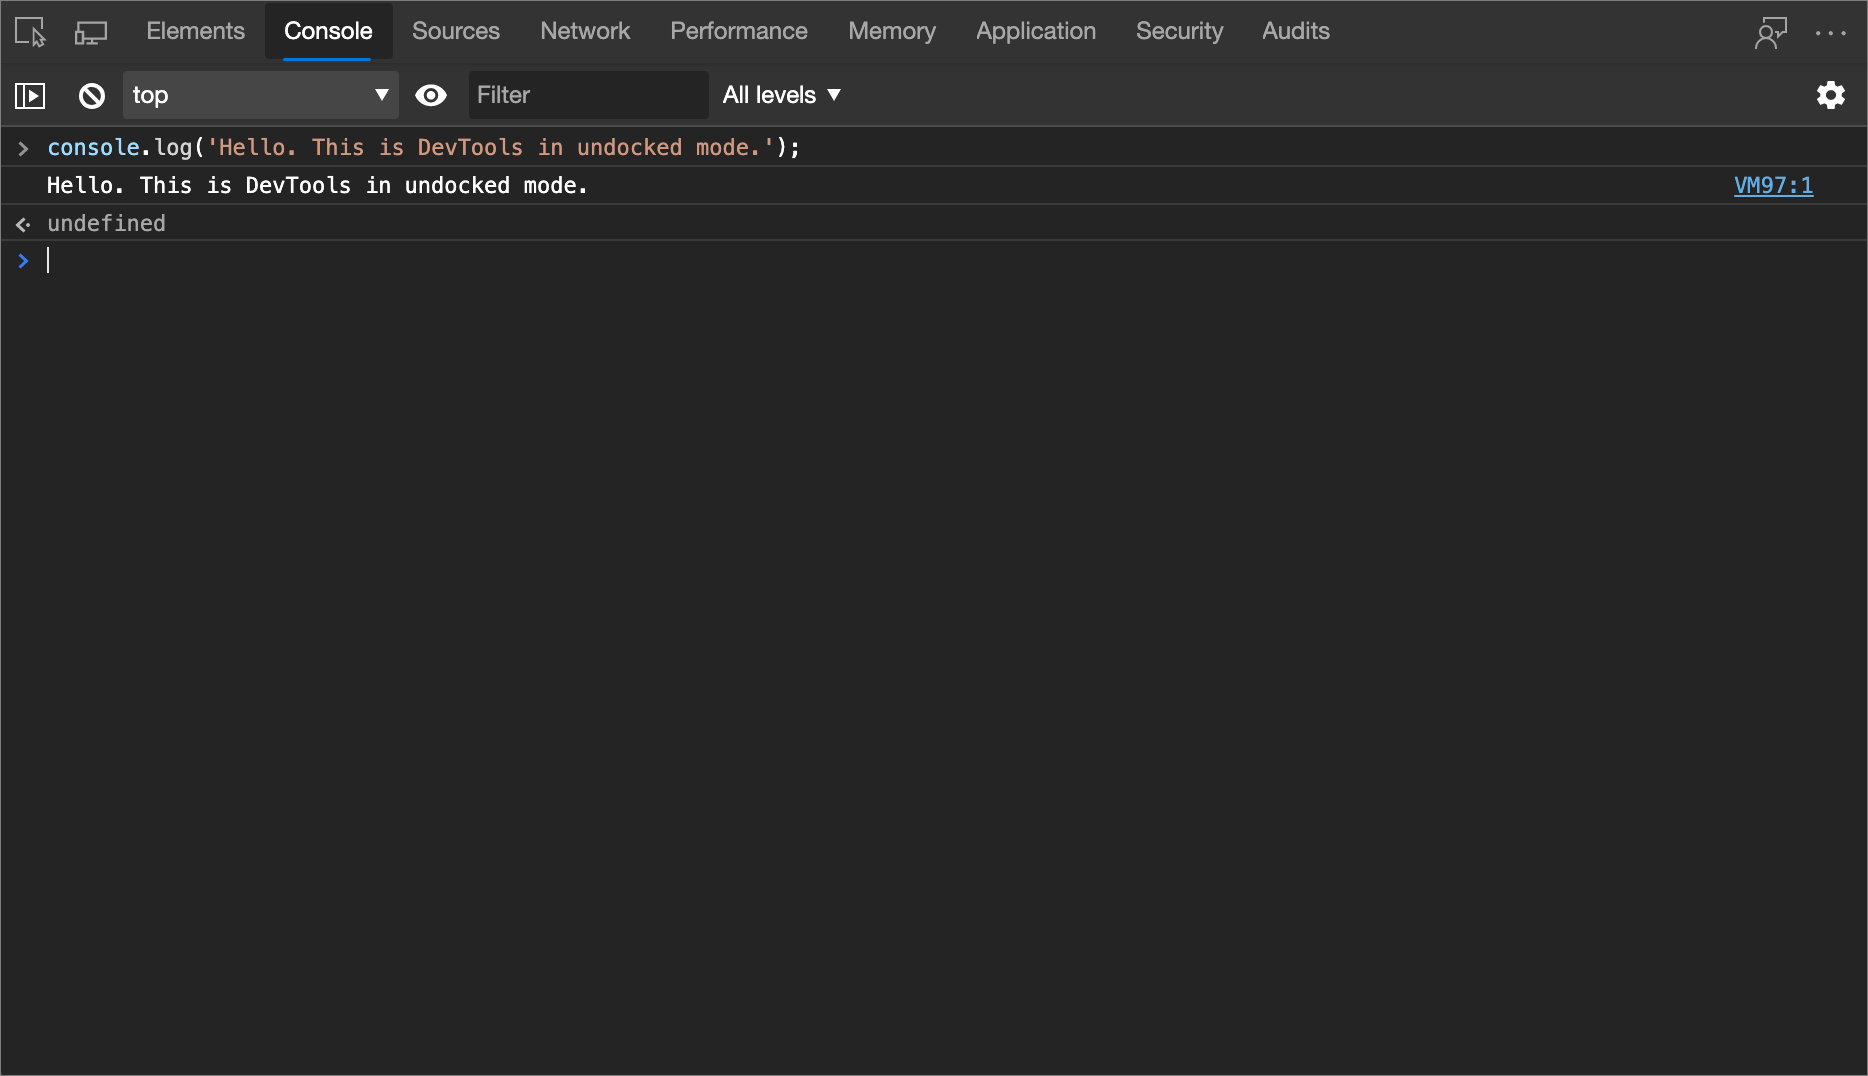 Elements Console Sources Network Performance Memory Application Security Audits
top Filter All levels
console.log('Hello. This is DevTools in undocked mode.');
Hello. This is DevTools in undocked mode. VM97:1
undefined